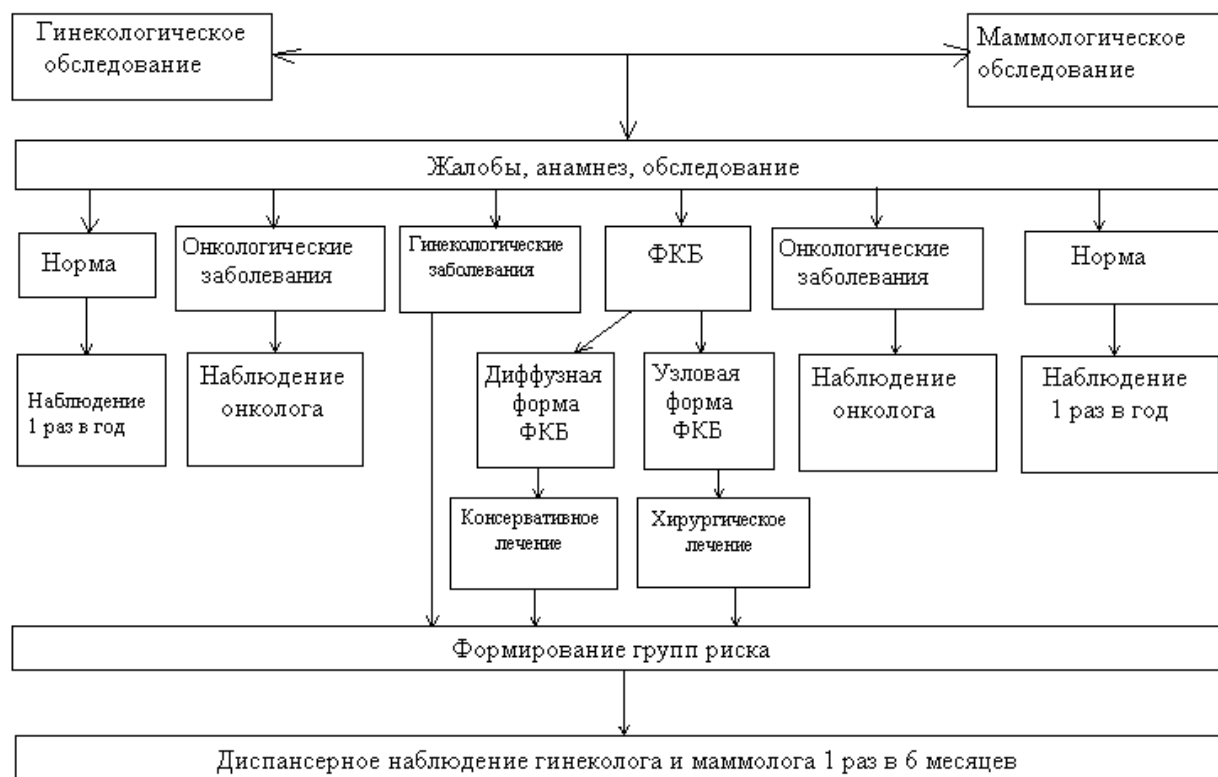 Гинекологическое
обследование
Маммологическое
обследование
Жалобы, анамнез, обследование
Норма
Онкологические
заболевания
Гинекологические
заболевания
ФКБ
Онкологические
заболевания
Норма
Наблюдение
1 раз в год
Наблюдение
онколога
Диффузная
форма
ФКБ
Узловая
форма
ФКБ
Наблюдение
онколога
Наблюдение
1 раз в год
Консервативное
лечение
Хирургическое
лечение
Формирование групп риска
Диспансерное наблюдение гинеколога и маммолога 1 раз в 6 месяцев